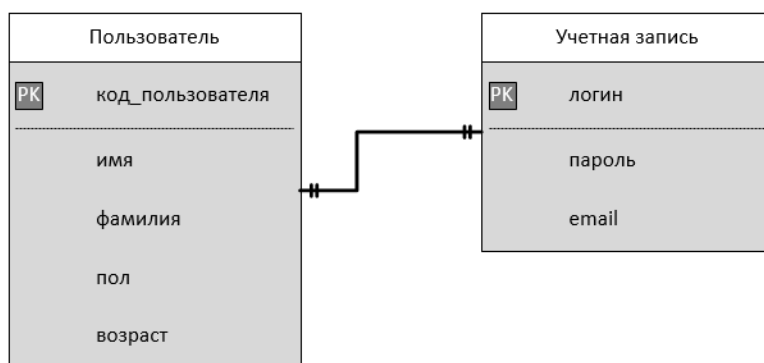 Пользователь
PK код_пользователя
имя
фамилия
пол
возраст
Учетная запись
PK логин
пароль
email